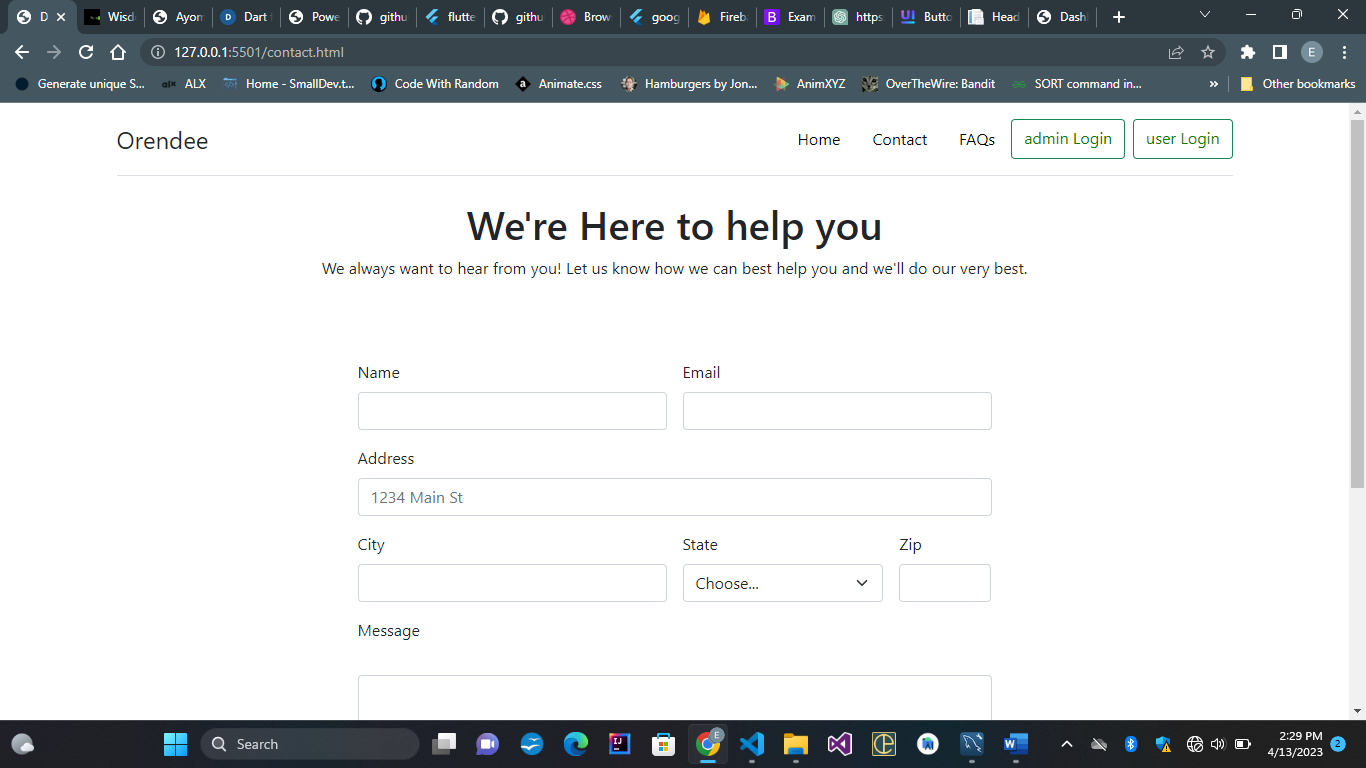 D
Wisd
Ayom
Dart
Powe
githu
flutte
githu
Brow
goog
Fireb
Exam
https
Butto
Head
Dash
127.0.0.1:5501/contact.html
E
Generate unique S...
ALX
Home - SmallDev.t...
Code With Random
Animate.css
Hamburgers by Jon...
AnimXYZ
OverTheWire: Bandit
SORT command in...
»
Other bookmarks
Orendee
Home
Contact
FAQs
admin Login
user Login
We're Here to help you
We always want to hear from you! Let us know how we can best help you and we'll do our very best.
Name
Email
Address
1234 Main St
City
State
Zip
Choose...
Message
Search
2:29 PM
4/13/2023
2